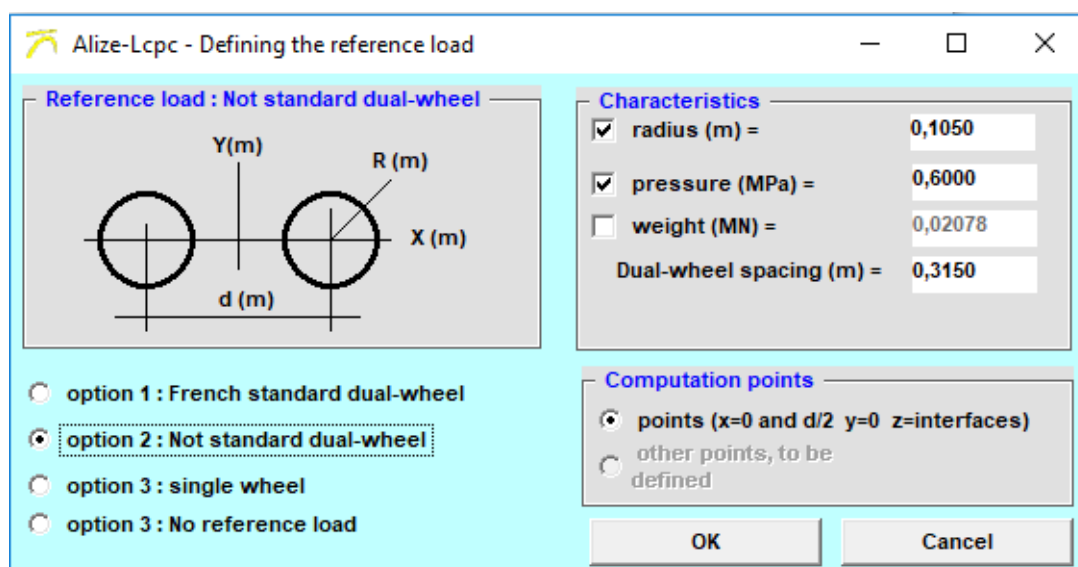 Alize-Lcpc - Defining the reference load
Reference load : Not standard dual-wheel
Y(m)
R (m)
X (m)
d (m)
Characteristics
radius (m) = 0,1050
pressure (MPa) = 0,6000
weight (MN) = 0,02078
Dual-wheel spacing (m) = 0,3150
option 1 : French standard dual-wheel
option 2 : Not standard dual-wheel
option 3 : single wheel
option 3 : No reference load
Computation points
points (x=0 and d/2 y=0 z=interfaces)
other points, to be
defined
OK
Cancel